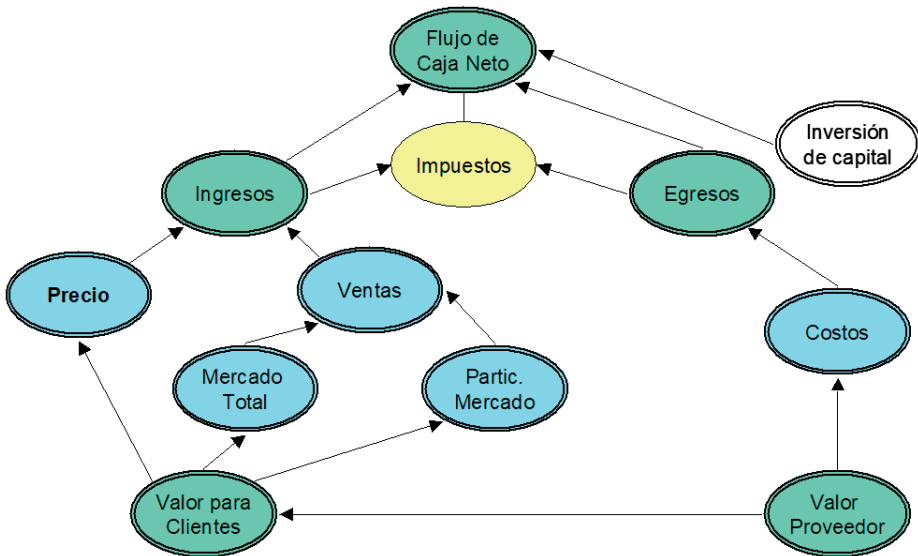 Flujo de
Caja Neto
Inversión
de capital
Impuestos
Ingresos
Egresos
Precio
Ventas
Costos
Mercado
Total
Partic.
Mercado
Valor para
Clientes
Valor
Proveedor